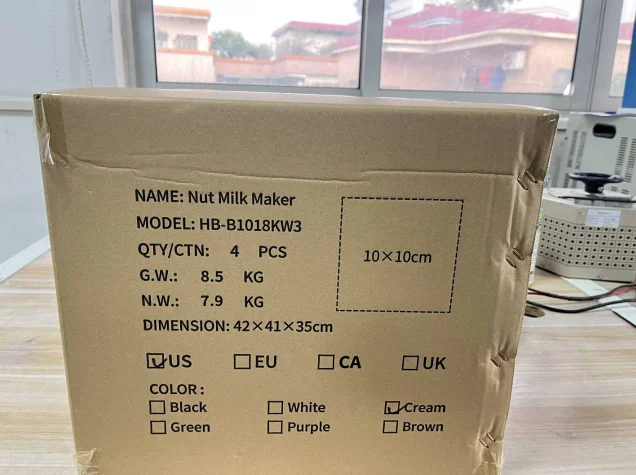 NAME: Nut Milk Maker
MODEL: HB-B1018KW3
QTY/CTN: 4 PCS
G.W.: 8.5 KG
10×10cm
N.W.: 7.9 KG
DIMENSION: 42×41×35cm
☑US ☐EU ☐CA ☐UK
COLOR:
☐Black ☐White ☑Cream
☐Green ☐Purple ☐Brown